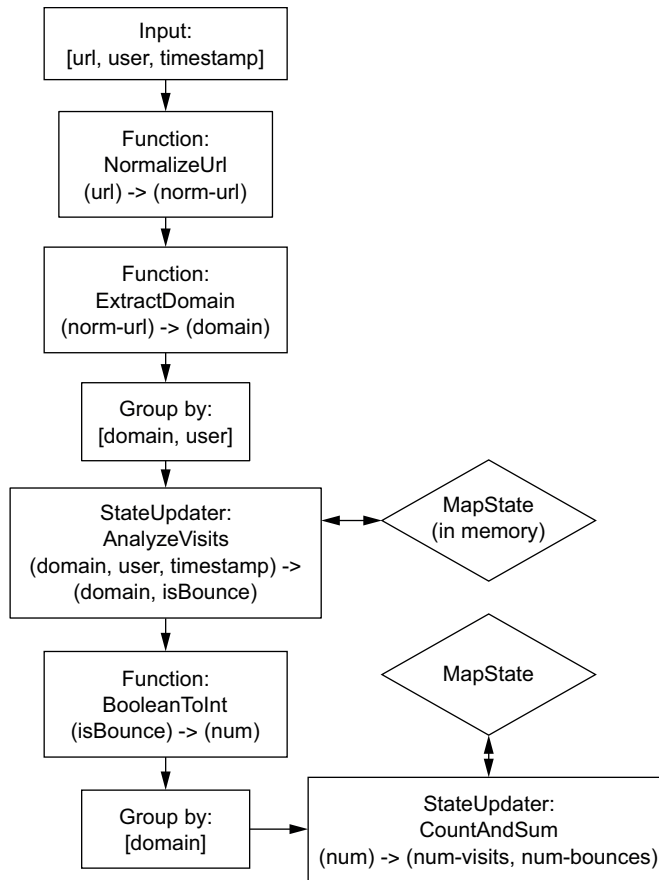 Input:
[url, user, timestamp]
Function:
NormalizeUrl
(url) -> (norm-url)
Function:
ExtractDomain
(norm-url) -> (domain)
Group by:
[domain, user]
StateUpdater:
AnalyzeVisits
(domain, user, timestamp) ->
(domain, isBounce)
MapState
(in memory)
Function:
BooleanToInt
(isBounce) -> (num)
MapState
Group by:
[domain]
StateUpdater:
CountAndSum
(num) -> (num-visits, num-bounces)